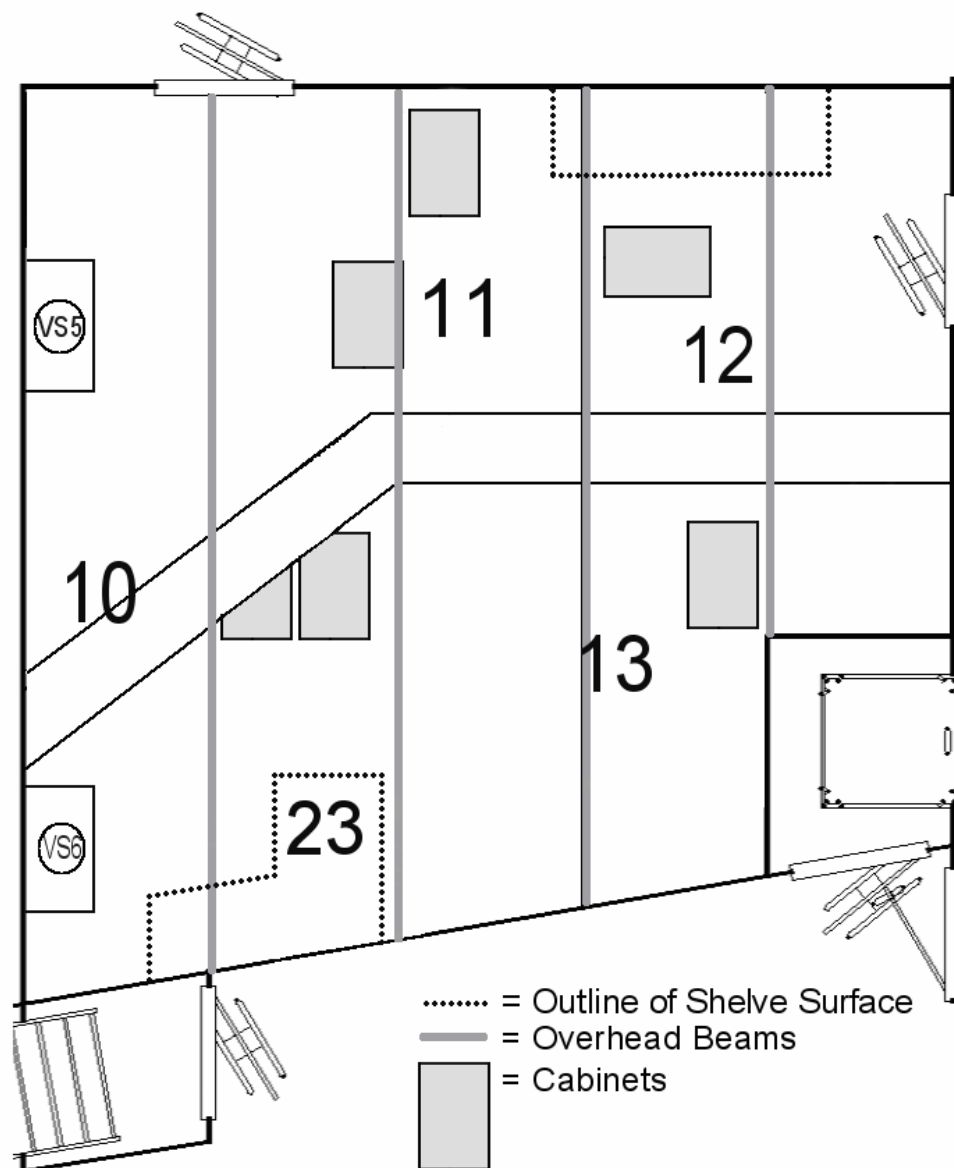 11
VS5
12
10
13
23
VS6
= Outline of Shelve Surface
= Overhead Beams
= Cabinets